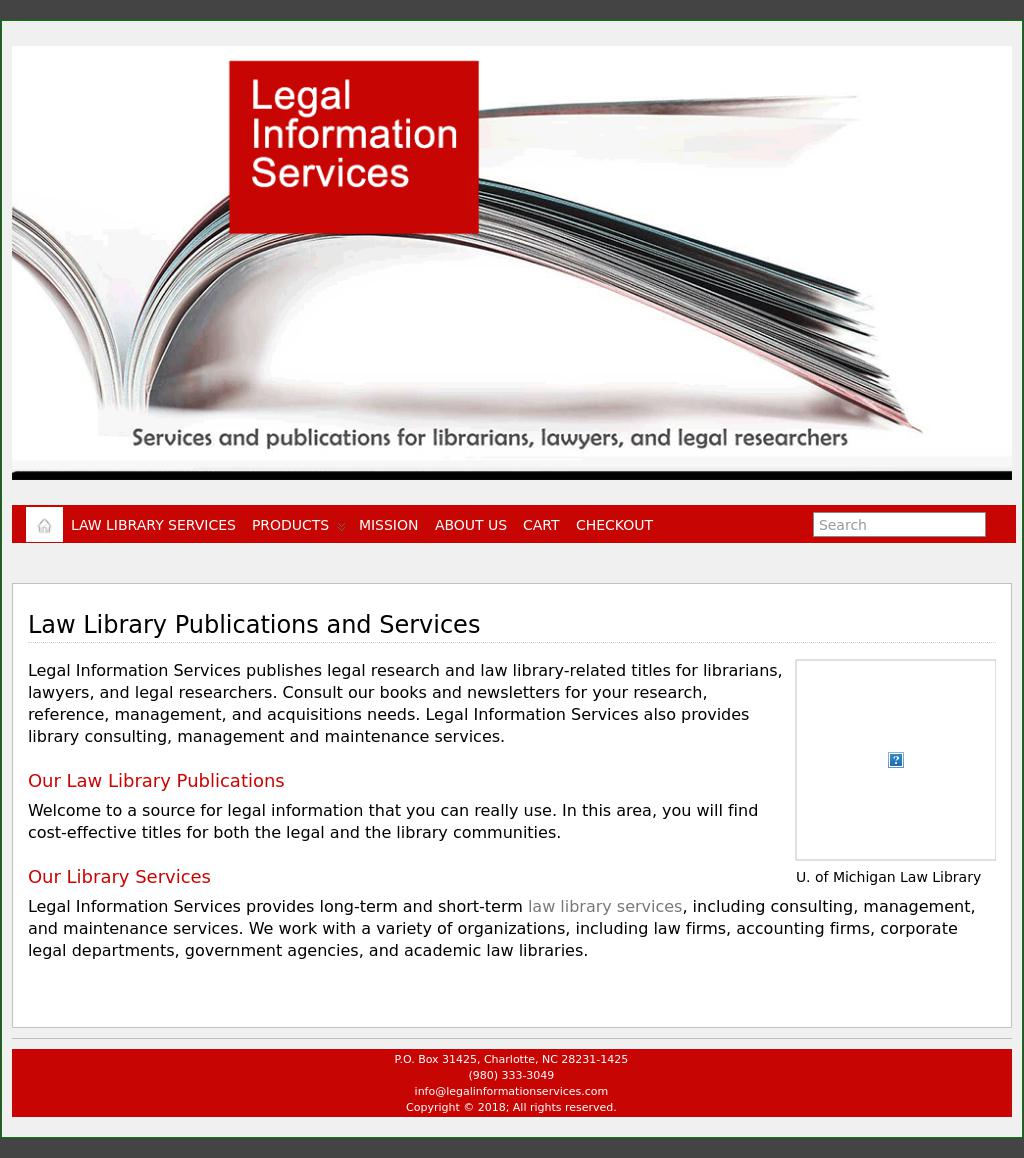 Legal
Information
Services
Services and publications for librarians, lawyers, and legal researchers
LAW LIBRARY SERVICES PRODUCTS MISSION ABOUT US CART CHECKOUT Search
Law Library Publications and Services
Legal Information Services publishes legal research and law library-related titles for librarians,
lawyers, and legal researchers. Consult our books and newsletters for your research,
reference, management, and acquisitions needs. Legal Information Services also provides
library consulting, management and maintenance services.
Our Law Library Publications
Welcome to a source for legal information that you can really use. In this area, you will find
cost-effective titles for both the legal and the library communities.
U. of Michigan Law Library
Our Library Services
Legal Information Services provides long-term and short-term law library services, including consulting, management,
and maintenance services. We work with a variety of organizations, including law firms, accounting firms, corporate
legal departments, government agencies, and academic law libraries.
P.O. Box 31425, Charlotte, NC 28231-1425
(980) 333-3049
info@legalinformationservices.com
Copyright © 2018; All rights reserved.